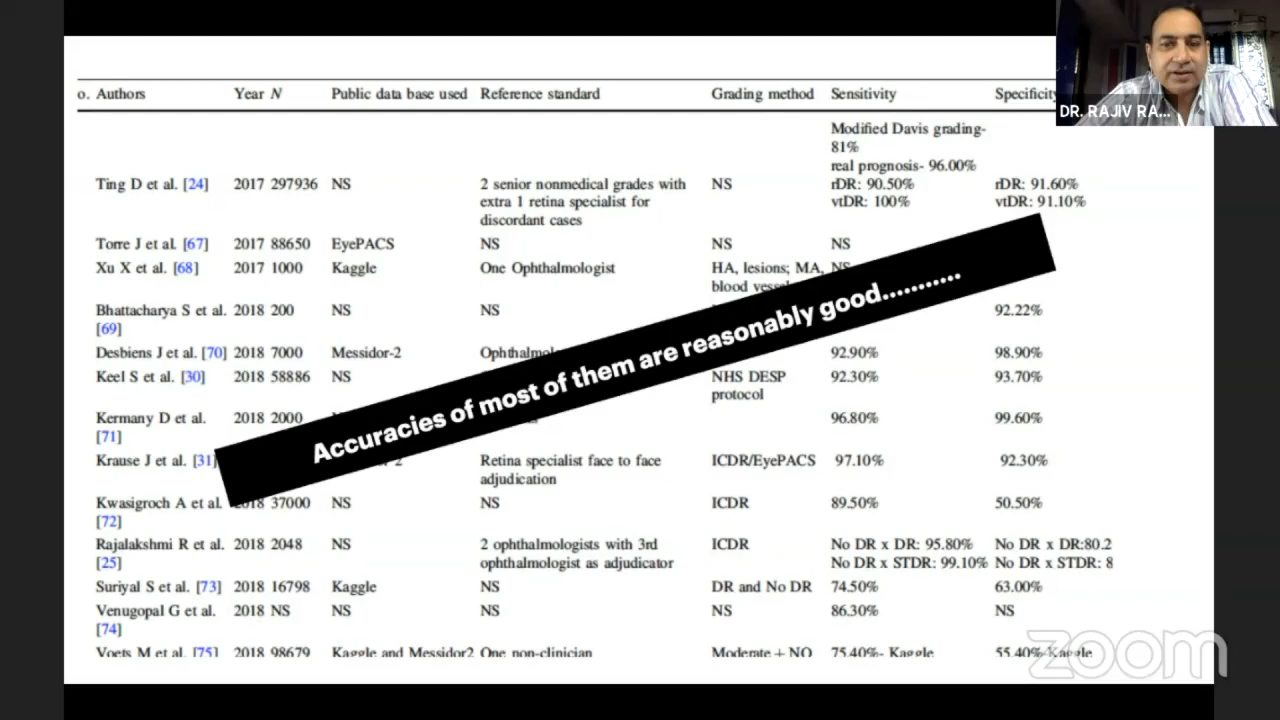 DR. RAJIV RA...
o. Authors Year N Public data base used Reference standard Grading method Sensitivity Specificity
Modified Davis grading-
81%
real prognosis- 96.00%
Ting D et al. [24] 2017 297936 NS 2 senior nonmedical grades with NS rDR: 90.50% rDR: 91.60%
extra 1 retina specialist for vtDR: 100% vtDR: 91.10%
discordant cases
Torre J et al. [67] 2017 88650 EyePACS NS NS NS
Xu X et al. [68] 2017 1000 Kaggle One Ophthalmologist HA, lesions; MA, NS
blood
Bhattacharya S et al. 2018 200 NS NS 92.22%
[69]
Desbiens J et al. [70] 2018 7000 Messidor-2 92.90% 98.90%
Keel S et al. [30] 2018 58886 NS NHS DESP 92.30% 93.70%
protocol
Kermany D et al. 2018 2000 96.80% 99.60%
[71]
Accuracies of most of them are reasonably good...........
Krause J et al. [31] Retina specialist face to face ICDR/EyePACS 97.10% 92.30%
adjudication
Kwasigroch A et al. 2018 37000 NS NS ICDR 89.50% 50.50%
[72]
Rajalakshmi R et al. 2018 2048 NS 2 ophthalmologists with 3rd ICDR No DR x DR: 95.80% No DR x DR:80.2
[25] ophthalmologist as adjudicator No DR x STDR: 99.10% No DR x STDR: 8
Suriyal S et al. [73] 2018 16798 Kaggle NS DR and No DR 74.50% 63.00%
Venugopal G et al. 2018 NS NS NS NS 86.30% NS
[74]
Voets M et al. [75] 2018 98679 Kaggle and Messidor2 One non-clinician Moderate + NO 75.40%- Kaggle 55.40%-Kaggle
zoom